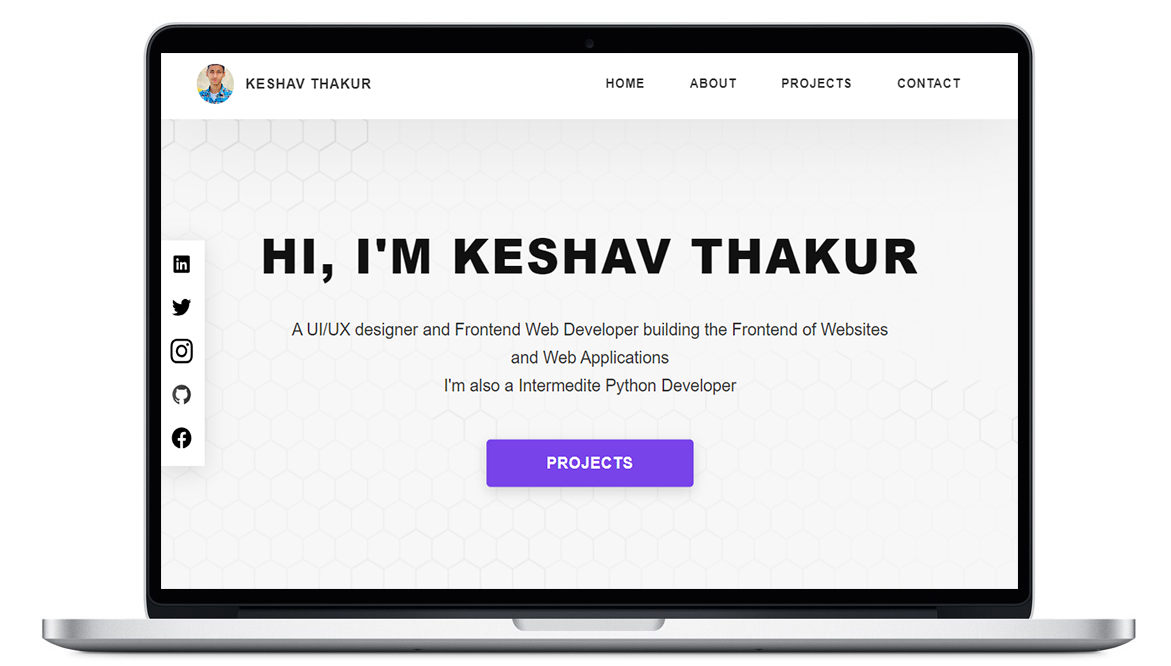 KESHAV THAKUR
HOME
ABOUT
PROJECTS
CONTACT
HI, I'M KESHAV THAKUR
A UI/UX designer and Frontend Web Developer building the Frontend of Websites
and Web Applications
I'm also a Intermedite Python Developer
PROJECTS